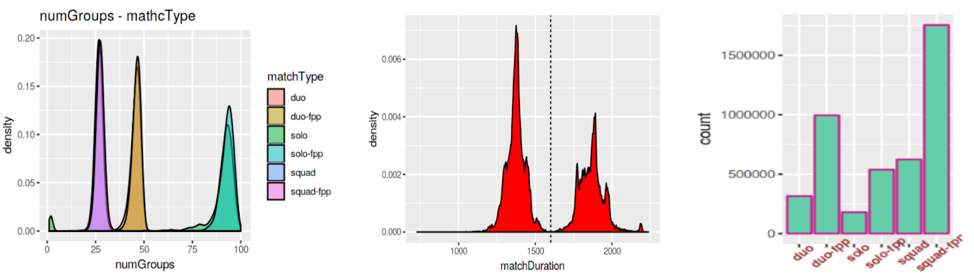 numGroups - mathcType
density
0.20
0.15
0.10
0.05
0.00
0
25
50
75
100
numGroups
matchType
duo
duo-fpp
solo
solo-fpp
squad
squad-fpp
density
0.006
0.004
0.002
0.000
1000
1500
2000
matchDuration
count
1500000
1000000
500000
0
duo
duo-fpp
solo
solo-fpp
squad
squad-fpp